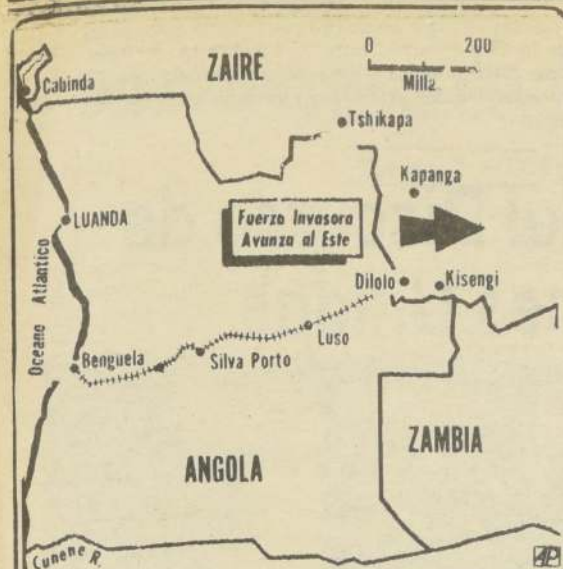 0 200
Milla
ZAIRE
Cabinda
Tshikapa
Kapanga
LUANDA
Fuerza Invasora
Avanza al Este
Oceano Atlantico
Dilolo
Kisengi
Luso
Silva Porto
Benguela
ZAMBIA
ANGOLA
Cunene R.
AP